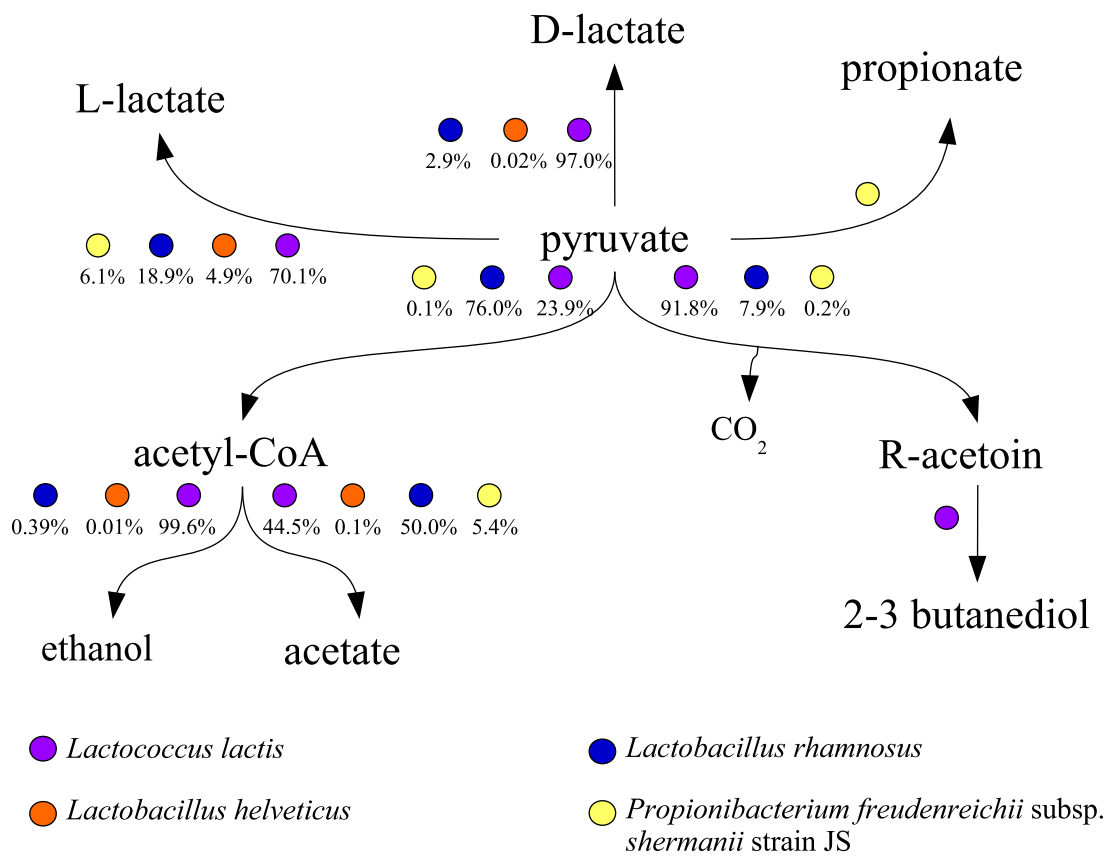 D-lactate
propionate
L-lactate
2.9% 0.02% 97.0%
pyruvate
6.1% 18.9% 4.9% 70.1%
0.1% 76.0% 23.9% 91.8% 7.9% 0.2%
CO2
acetyl-CoA
R-acetoin
0.39% 0.01% 99.6% 44.5% 0.1% 50.0% 5.4%
2-3 butanediol
ethanol
acetate
Lactococcus lactis
Lactobacillus rhamnosus
Lactobacillus helveticus
Propionibacterium freudenreichii subsp.
shermanii strain JS